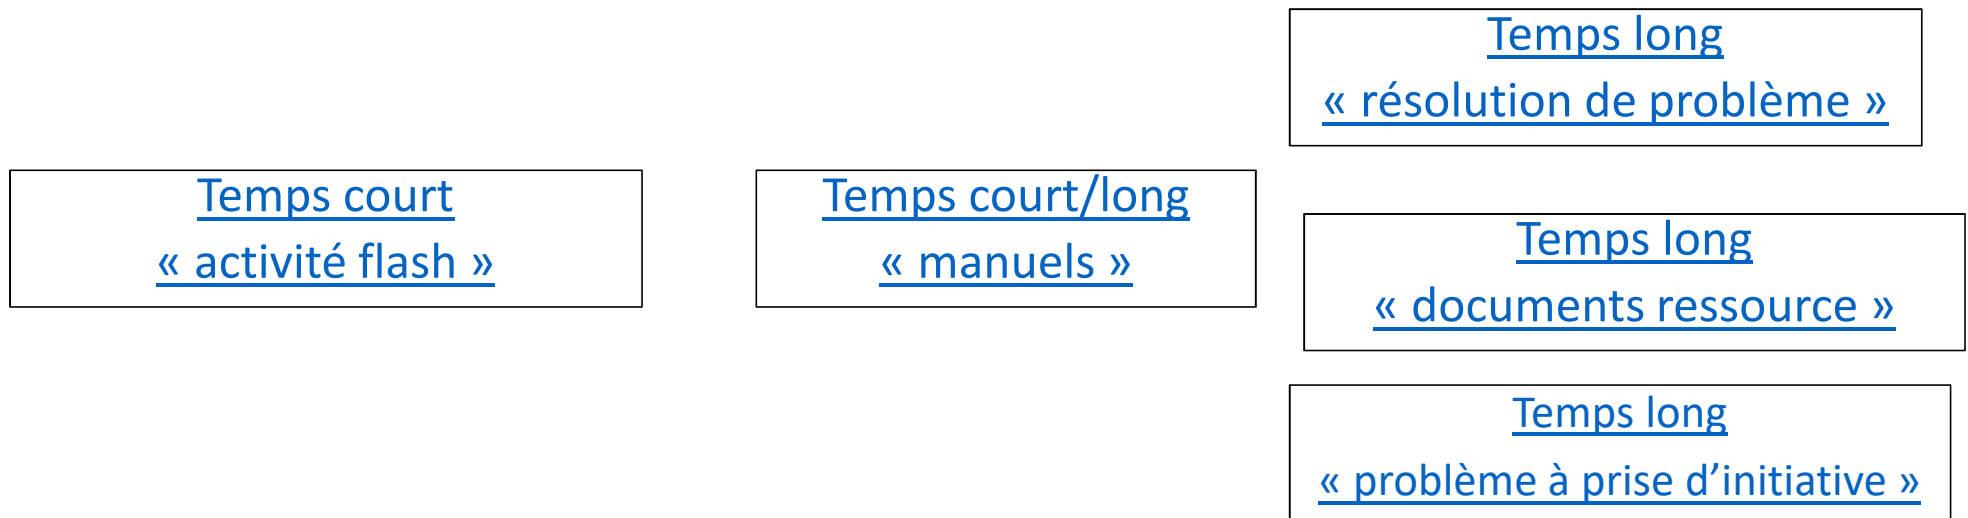 Temps court
« activité flash »
Temps court/long
« manuels »
Temps long
« résolution de problème »
Temps long
« documents ressource »
Temps long
« problème à prise d’initiative »